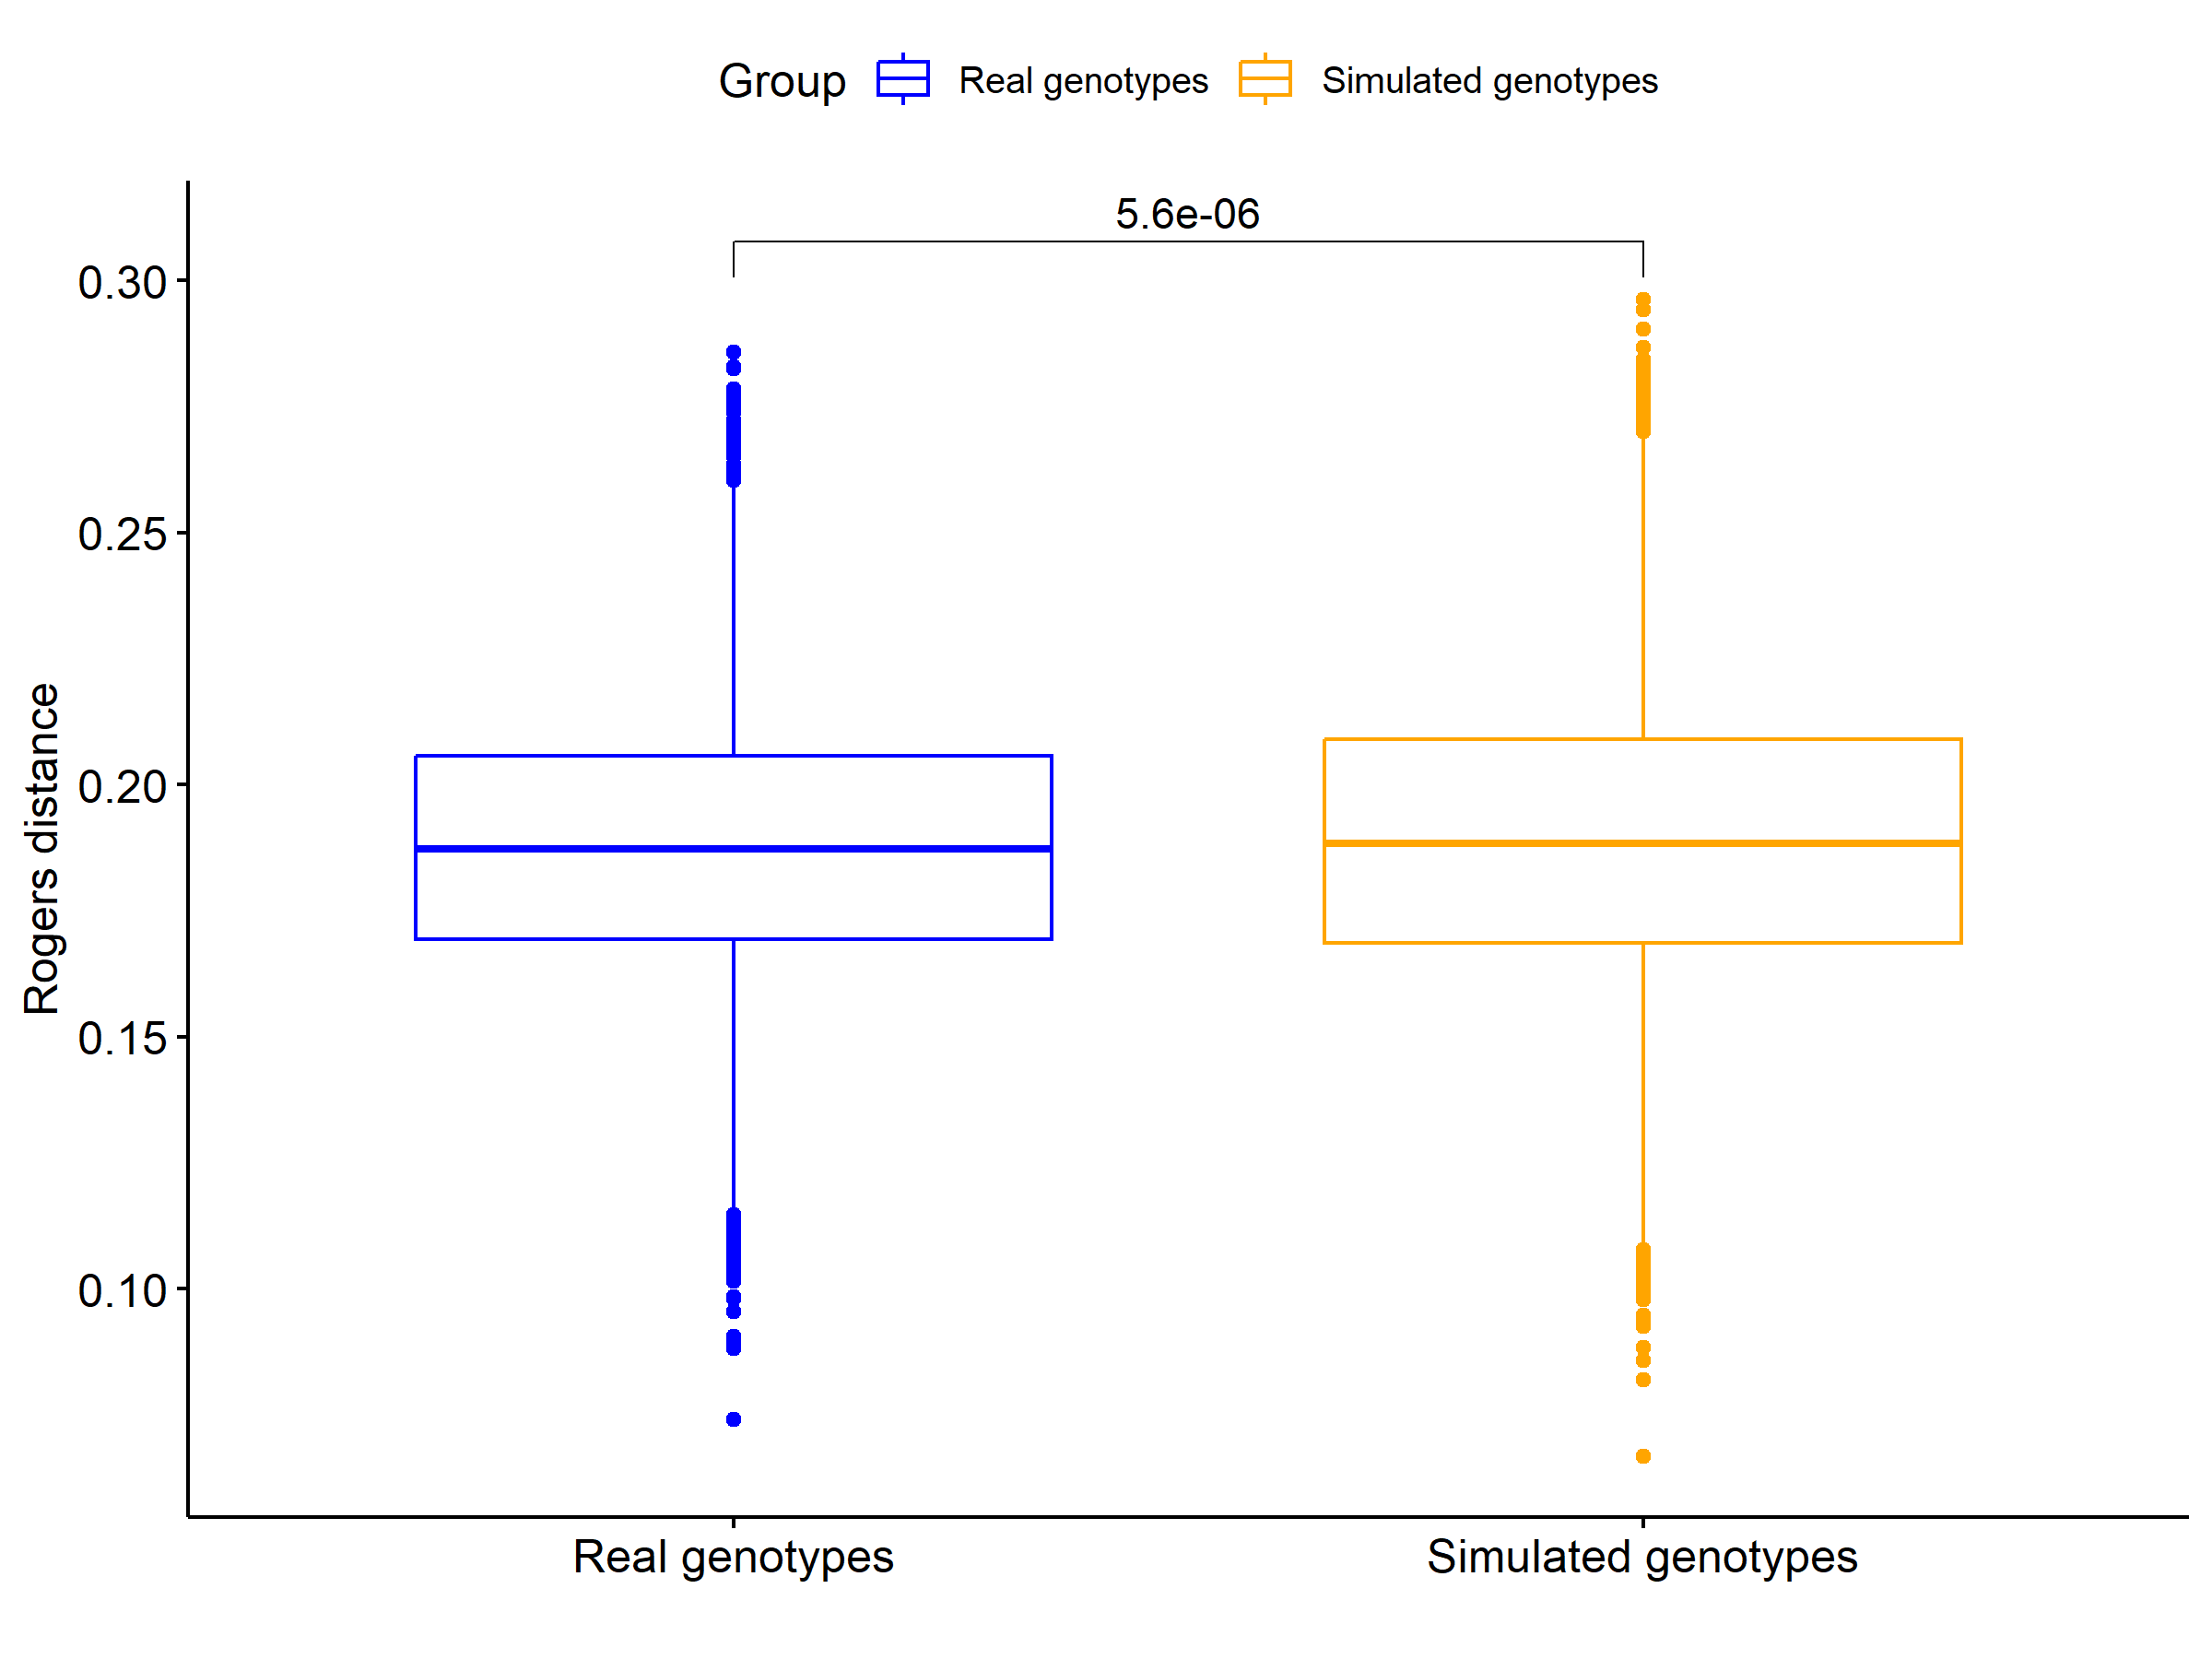 Group Real genotypes Simulated genotypes
5.6e-06
0.30
0.25
0.20
0.15
0.10
Rogers distance
Real genotypes Simulated genotypes